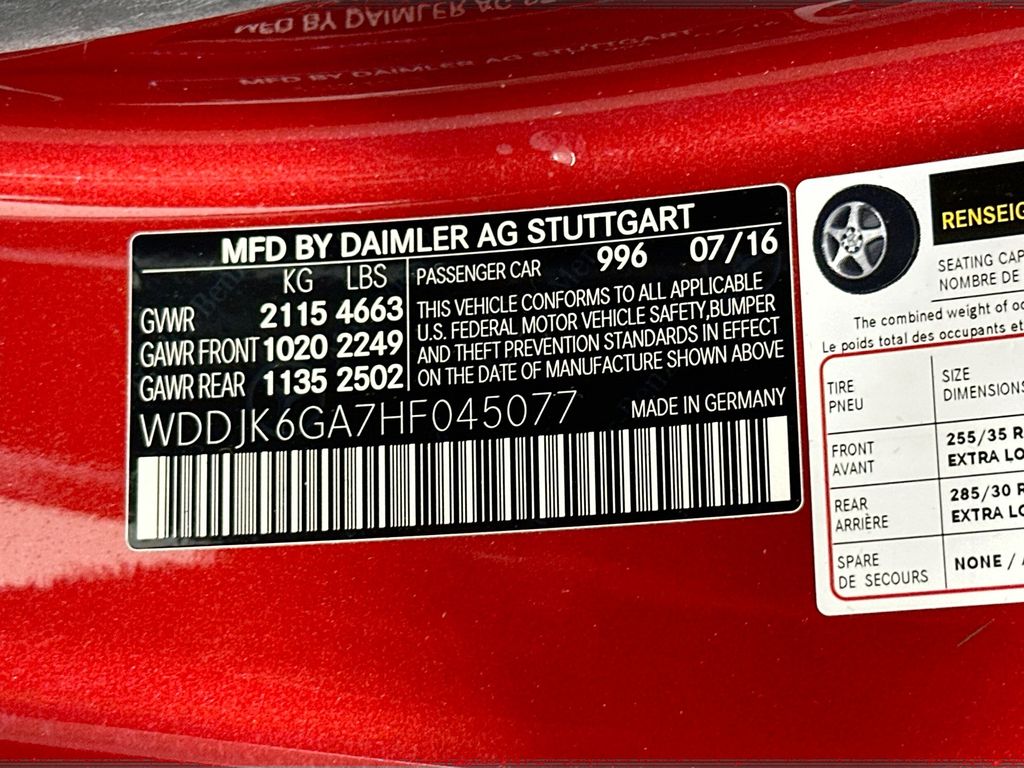 MFD BY DAIMLER AG STUTTGART
KG LBS
GVWR 2115 4663
GAWR FRONT 1020 2249
GAWR REAR 1135 2502
PASSENGER CAR 996 07/16
THIS VEHICLE CONFORMS TO ALL APPLICABLE
U.S. FEDERAL MOTOR VEHICLE SAFETY,BUMPER
AND THEFT PREVENTION STANDARDS IN EFFECT
ON THE DATE OF MANUFACTURE SHOWN ABOVE
WDDJK6GA7HF045077
MADE IN GERMANY
RENSEIG
SEATING CAP
NOMBRE DE
The combined weight of oc
Le poids total des occupants et
TIRE
PNEU
SIZE
DIMENSIONS
FRONT
AVANT
255/35 R
EXTRA LO
REAR
ARRIÈRE
285/30 R
EXTRA LO
SPARE
DE SECOURS
NONE /